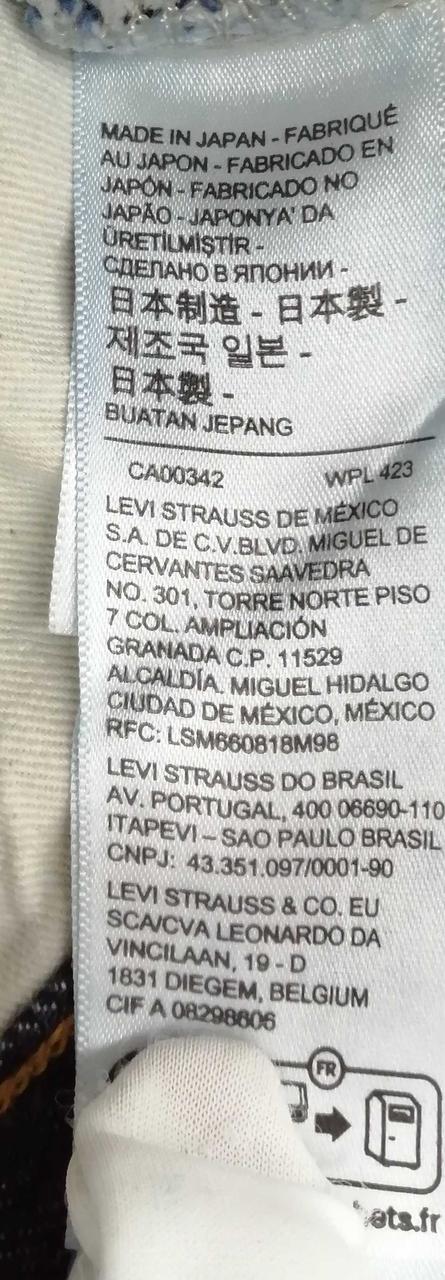 MADE IN JAPAN - FABRIQUÉ
AU JAPON - FABRICADO EN
JAPÓN - FABRICADO NO
JAPÃO - JAPONYA' DA
ÜRETİLMİŞTİR -
СДЕЛАНО В ЯПОНИИ -
日本制造 - 日本製 -
제조국 일본 -
日本製 -
BUATAN JEPANG
CA00342 WPL 423
LEVI STRAUSS DE MÉXICO
S.A. DE C.V.BLVD. MIGUEL DE
CERVANTES SAAVEDRA
NO. 301, TORRE NORTE PISO
7 COL. AMPLIACIÓN
GRANADA C.P. 11529
ALCALDÍA. MIGUEL HIDALGO
CIUDAD DE MÉXICO, MÉXICO
RFC: LSM660818M98
LEVI STRAUSS DO BRASIL
AV. PORTUGAL, 400 06690-110
ITAPEVI – SAO PAULO BRASIL
CNPJ: 43.351.097/0001-90
LEVI STRAUSS & CO. EU
SCA/CVA LEONARDO DA
VINCILAAN, 19 - D
1831 DIEGEM, BELGIUM
CIF A 08298606
FR